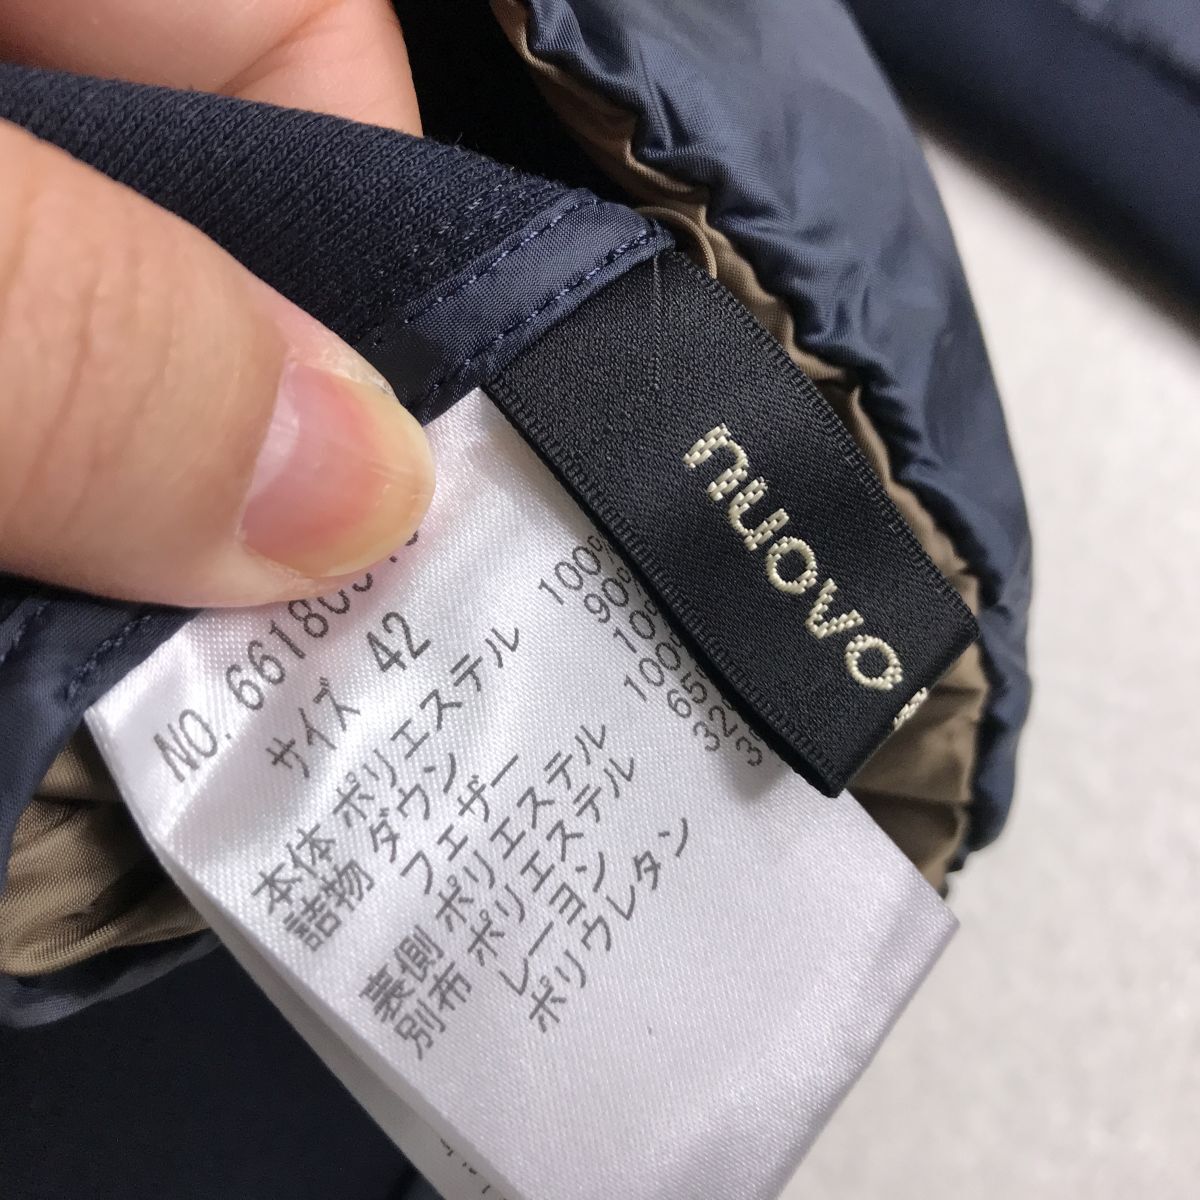 nuovo
サイズ 42
本体 ポリエステル 100%
詰物 ダウン 90%
フェザー 10%
裏側 ポリエステル 100
別布 ポリエステル 65
レーヨン 32
ポリウレタン